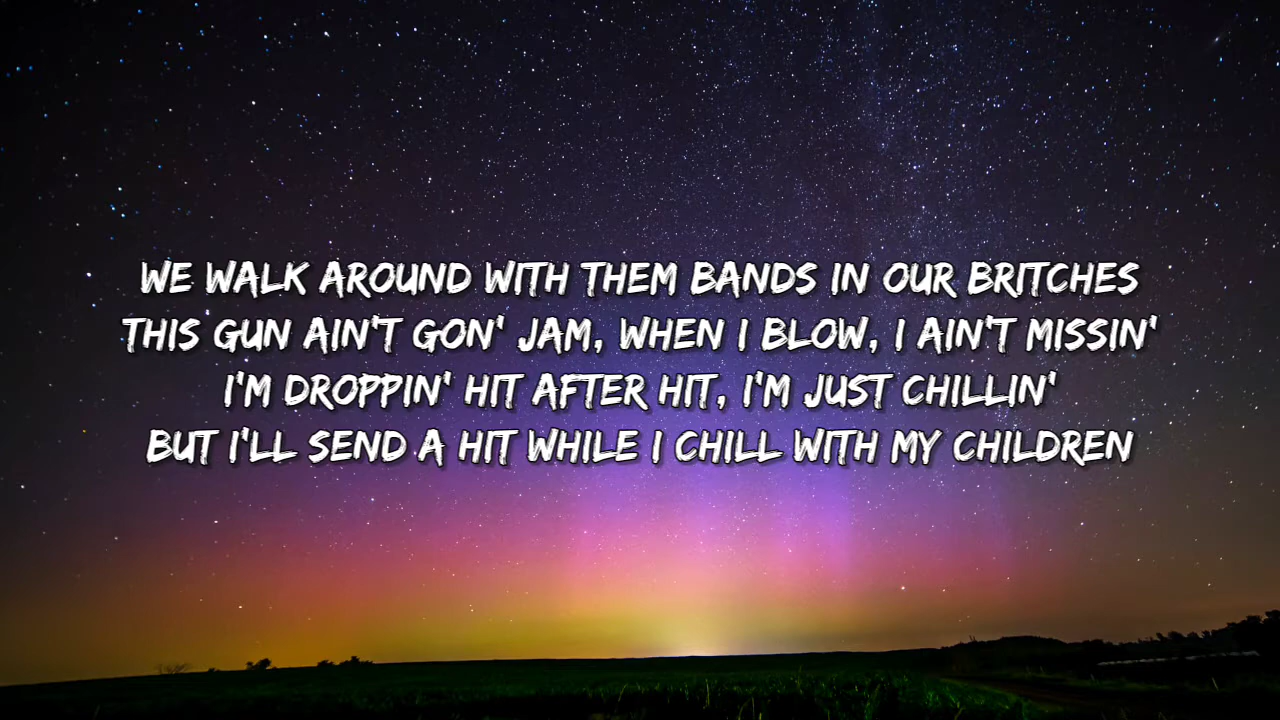 WE WALK AROUND WITH THEM BANDS IN OUR BRITCHES
THIS GUN AIN'T GON' JAM, WHEN I BLOW, I AIN'T MISSIN'
I'M DROPPIN' HIT AFTER HIT, I'M JUST CHILLIN'
BUT I'LL SEND A HIT WHILE I CHILL WITH MY CHILDREN